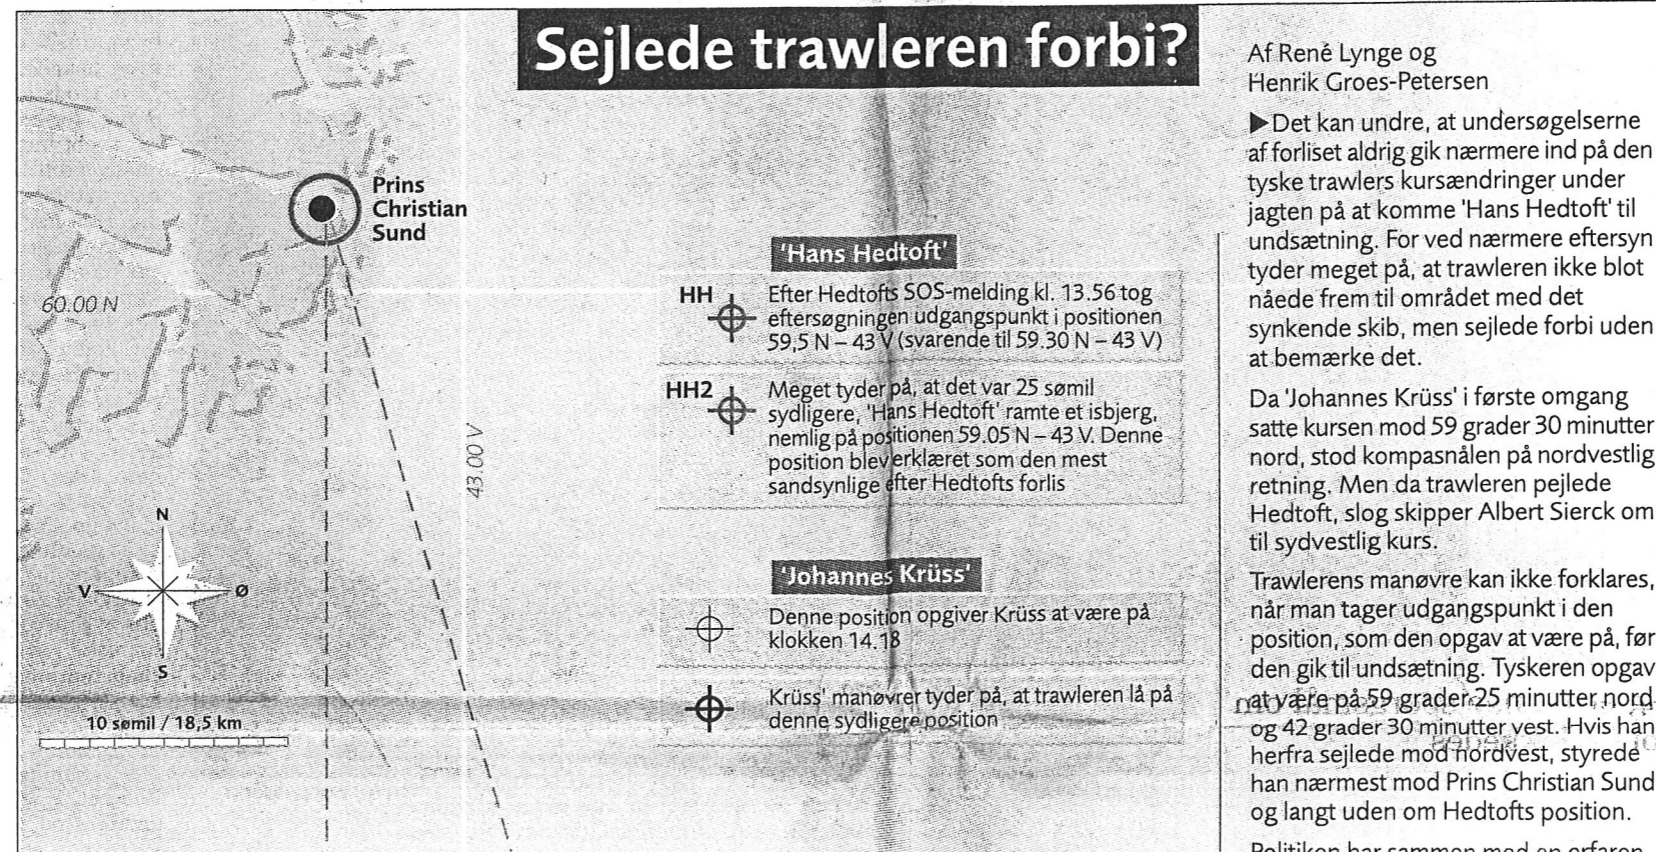 Sejlede trawleren forbi?
Prins
Christian
Sund
60.00 N
43.00 V
N
V
Ø
S
10 sømil / 18,5 km
'Hans Hedtoft'
HH
Efter Hedtofts SOS-melding kl. 13.56 tog
eftersøgningen udgangspunkt i positionen
59,5 N – 43 V (svarende til 59.30 N – 43 V)
HH2
Meget tyder på, at det var 25 sømil
sydligere, 'Hans Hedtoft' ramte et isbjerg,
nemlig på positionen 59.05 N – 43 V. Denne
position blev erklæret som den mest
sandsynlige efter Hedtofts forlis
'Johannes Krüss'
Denne position opgiver Krüss at være på
klokken 14.18
Krüss' manøvrer tyder på, at trawleren lå på
denne sydligere position
Af René Lynge og
Henrik Groes-Petersen
▶Det kan undre, at undersøgelserne
af forliset aldrig gik nærmere ind på den
tyske trawlers kursændringer under
jagten på at komme 'Hans Hedtoft' til
undsætning. For ved nærmere eftersyn
tyder meget på, at trawleren ikke blot
nåede frem til området med det
synkende skib, men sejlede forbi uden
at bemærke det.
Da 'Johannes Krüss' i første omgang
satte kursen mod 59 grader 30 minutter
nord, stod kompasnålen på nordvestlig
retning. Men da trawleren pejlede
Hedtoft, slog skipper Albert Sierck om
til sydvestlig kurs.
Trawlerens manøvre kan ikke forklares,
når man tager udgangspunkt i den
position, som den opgav at være på, før
den gik til undsætning. Tyskeren opgav
at være på 59 grader 25 minutter nord
og 42 grader 30 minutter vest. Hvis han
herfra sejlede mod nordvest, styrede
han nærmest mod Prins Christian Sund
og langt uden om Hedtofts position.
Politiken har sammen med en erfaren